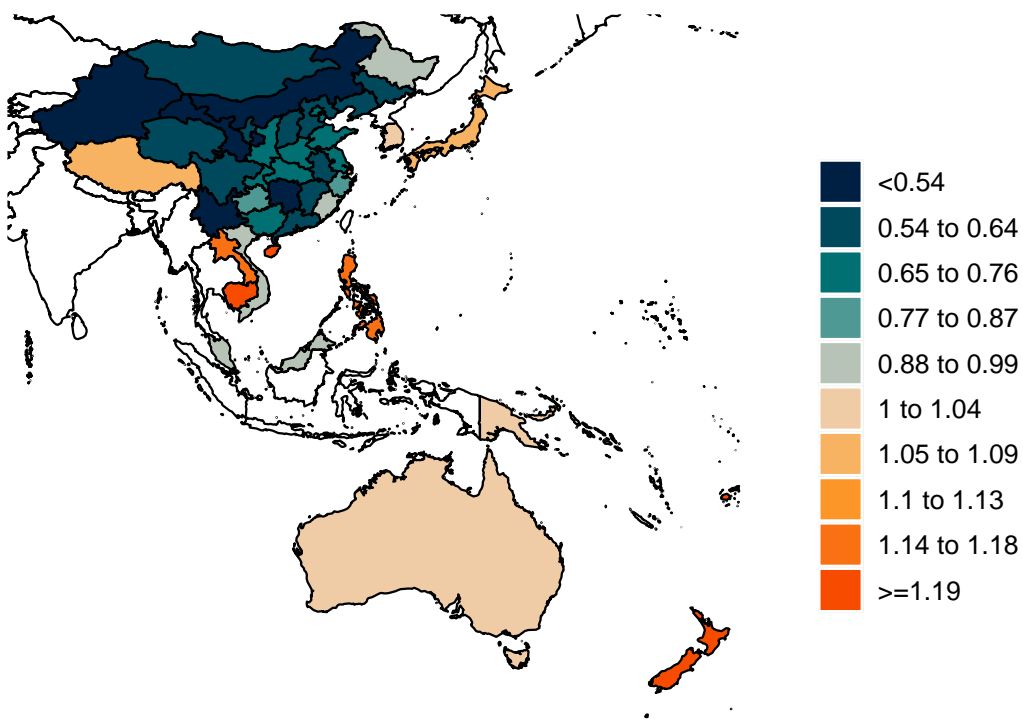 <0.54
0.54 to 0.64
0.65 to 0.76
0.77 to 0.87
0.88 to 0.99
1 to 1.04
1.05 to 1.09
1.1 to 1.13
1.14 to 1.18
>=1.19